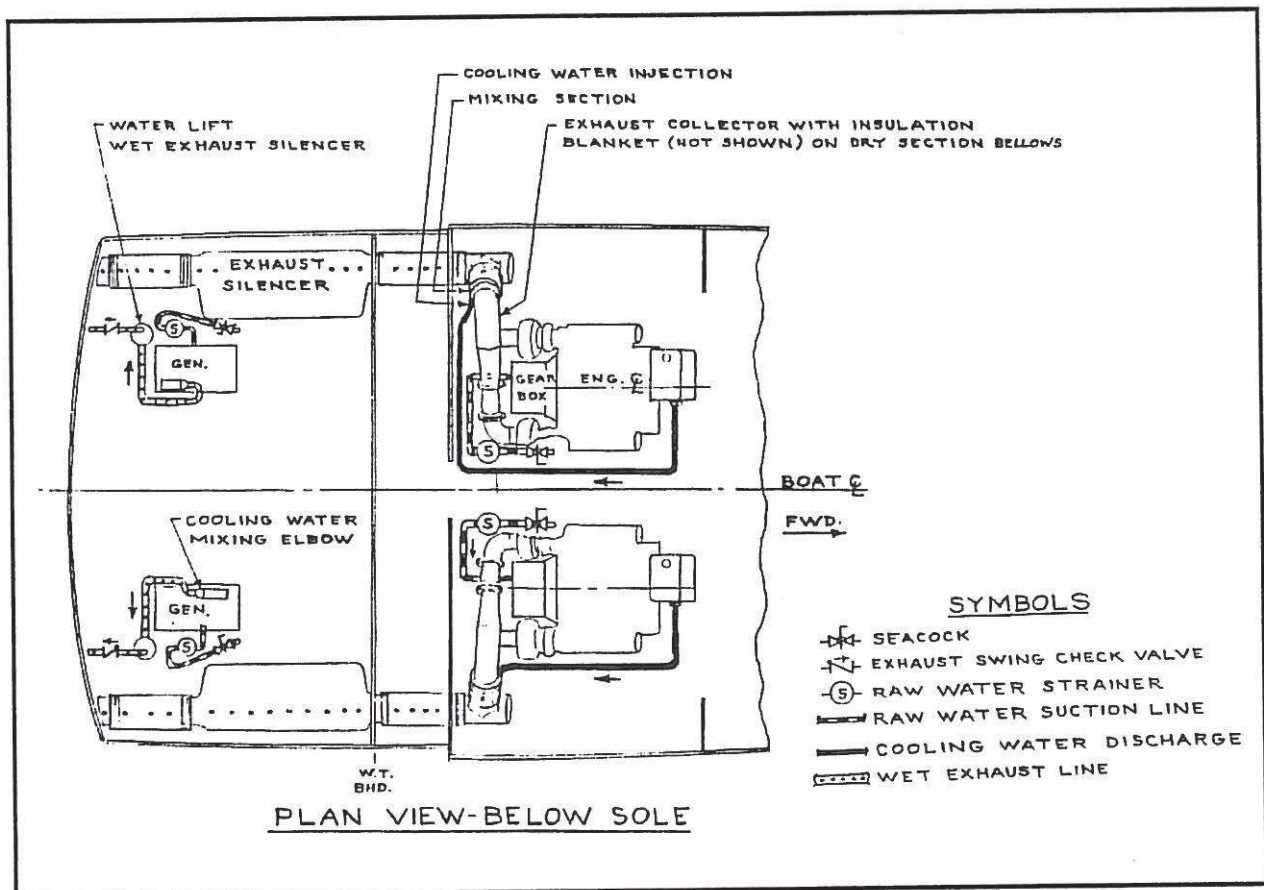 COOLING WATER INJECTION
MIXING SECTION
EXHAUST COLLECTOR WITH INSULATION
BLANKET (NOT SHOWN) ON DRY SECTION BELLOWS
WATER LIFT
WET EXHAUST SILENCER
EXHAUST
SILENCER
S
GEN.
GEAR
BOX
ENG. ℄
S
BOAT ℄
FWD.
S
COOLING WATER
MIXING ELBOW
GEN.
S
W.T.
BHD.
PLAN VIEW-BELOW SOLE
SYMBOLS
SEACOCK
EXHAUST SWING CHECK VALVE
S RAW WATER STRAINER
RAW WATER SUCTION LINE
COOLING WATER DISCHARGE
WET EXHAUST LINE